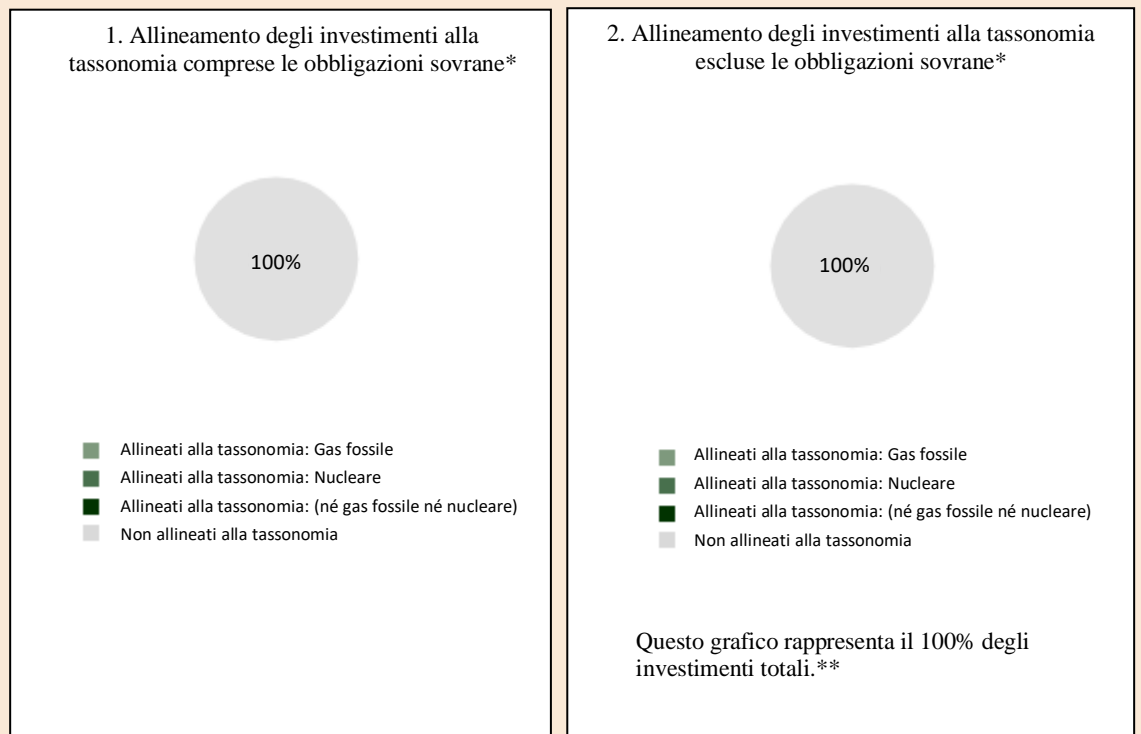 1. Allineamento degli investimenti alla
tassonomia comprese le obbligazioni sovrane*
100%
Allineati alla tassonomia: Gas fossile
Allineati alla tassonomia: Nucleare
Allineati alla tassonomia: (né gas fossile né nucleare)
Non allineati alla tassonomia
2. Allineamento degli investimenti alla tassonomia
escluse le obbligazioni sovrane*
100%
Allineati alla tassonomia: Gas fossile
Allineati alla tassonomia: Nucleare
Allineati alla tassonomia: (né gas fossile né nucleare)
Non allineati alla tassonomia
Questo grafico rappresenta il 100% degli
investimenti totali.**